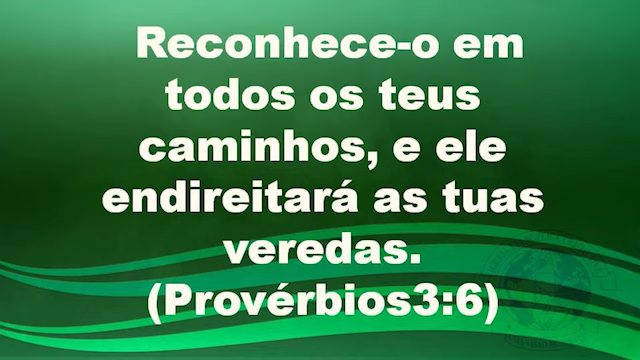 Reconhece-o em
todos os teus
caminhos, e ele
endireitará as tuas
veredas.
(Provérbios3:6)